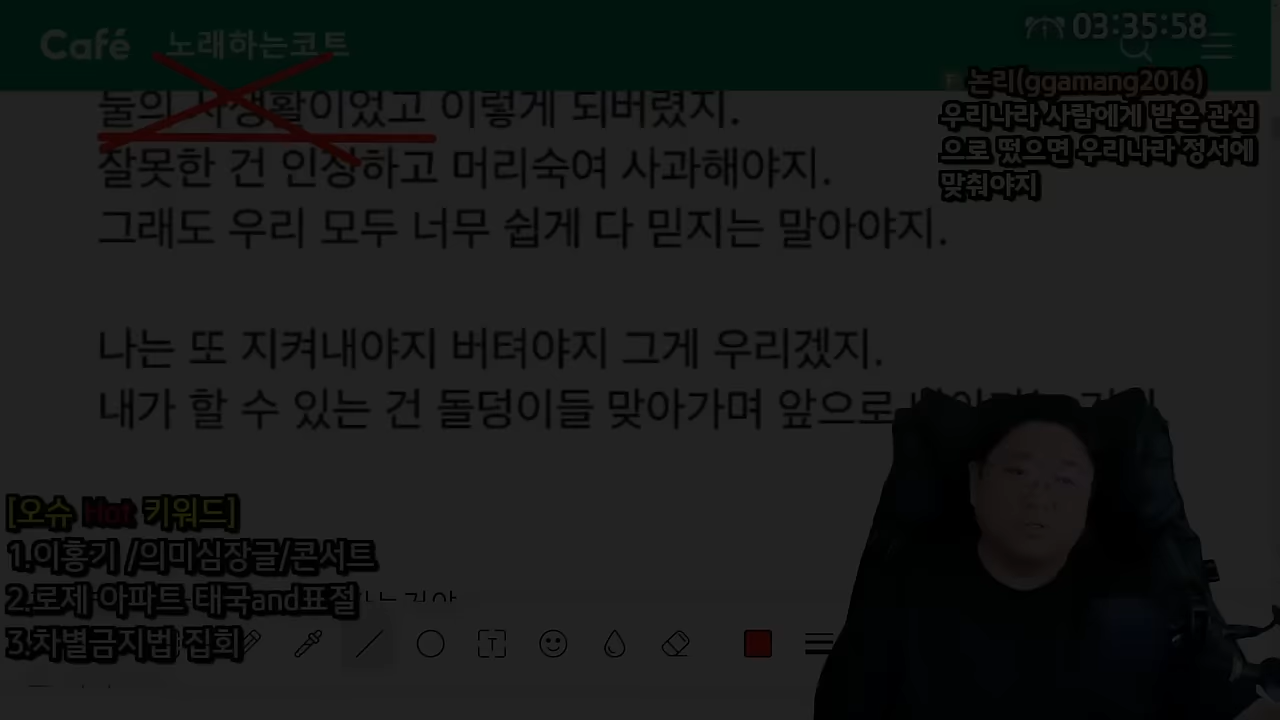 Café 노래하는코트
03:35:58
둘의 사생활이었고 이렇게 되버렸지.
잘못한 건 인정하고 머리숙여 사과해야지.
그래도 우리 모두 너무 쉽게 다 믿지는 말아야지.
논리(ggamang2016)
우리나라 사람에게 받은 관심
으로 떴으면 우리나라 정서에
맞춰야지
나는 또 지켜내야지 버텨야지 그게 우리겠지.
내가 할 수 있는 건 돌덩이들 맞아가며 앞으로
[오슈 Hot 키워드]
1.이홍기 /의미심장글/콘서트
2.로제 아파트 태국and표절
3.차별금지법 집회